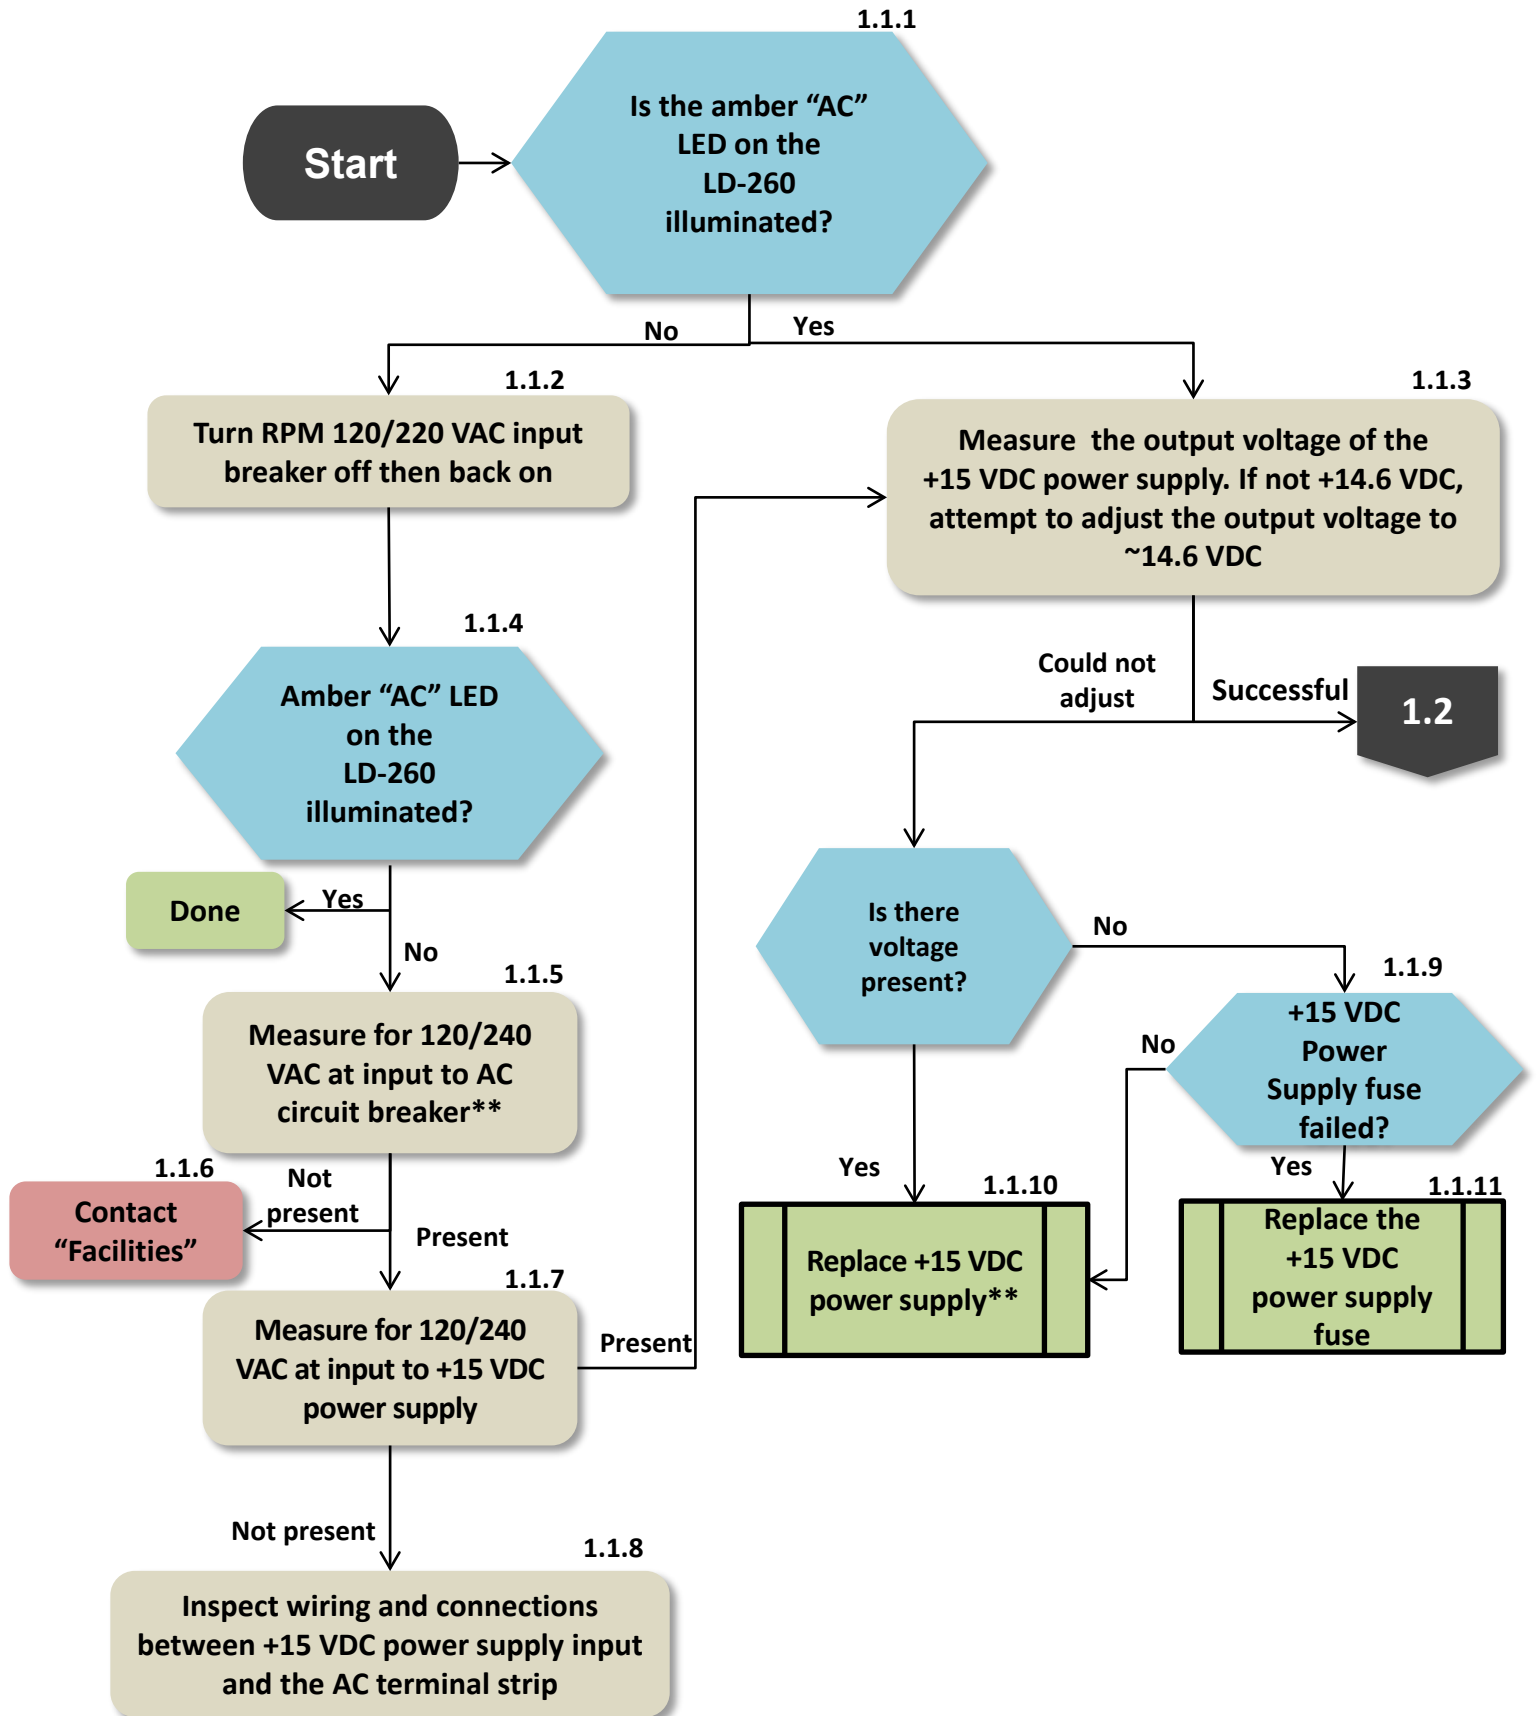 1.1.1
Is the amber “AC”
LED on the
LD-260
illuminated?
Start
No
Yes
1.1.2
Turn RPM 120/220 VAC input
breaker off then back on
1.1.3
Measure the output voltage of the
+15 VDC power supply. If not +14.6 VDC,
attempt to adjust the output voltage to
~14.6 VDC
1.1.4
Amber “AC” LED
on the
LD-260
illuminated?
Could not
adjust
Successful
1.2
Done
Yes
No
Is there
voltage
present?
No
1.1.5
Measure for 120/240
VAC at input to AC
circuit breaker**
1.1.9
+15 VDC
Power
Supply fuse
failed?
No
Yes
Yes
1.1.6
Contact
“Facilities”
Not
present
Present
1.1.10
Replace +15 VDC
power supply**
1.1.11
Replace the
+15 VDC
power supply
fuse
1.1.7
Measure for 120/240
VAC at input to +15 VDC
power supply
Present
Not present
1.1.8
Inspect wiring and connections
between +15 VDC power supply input
and the AC terminal strip